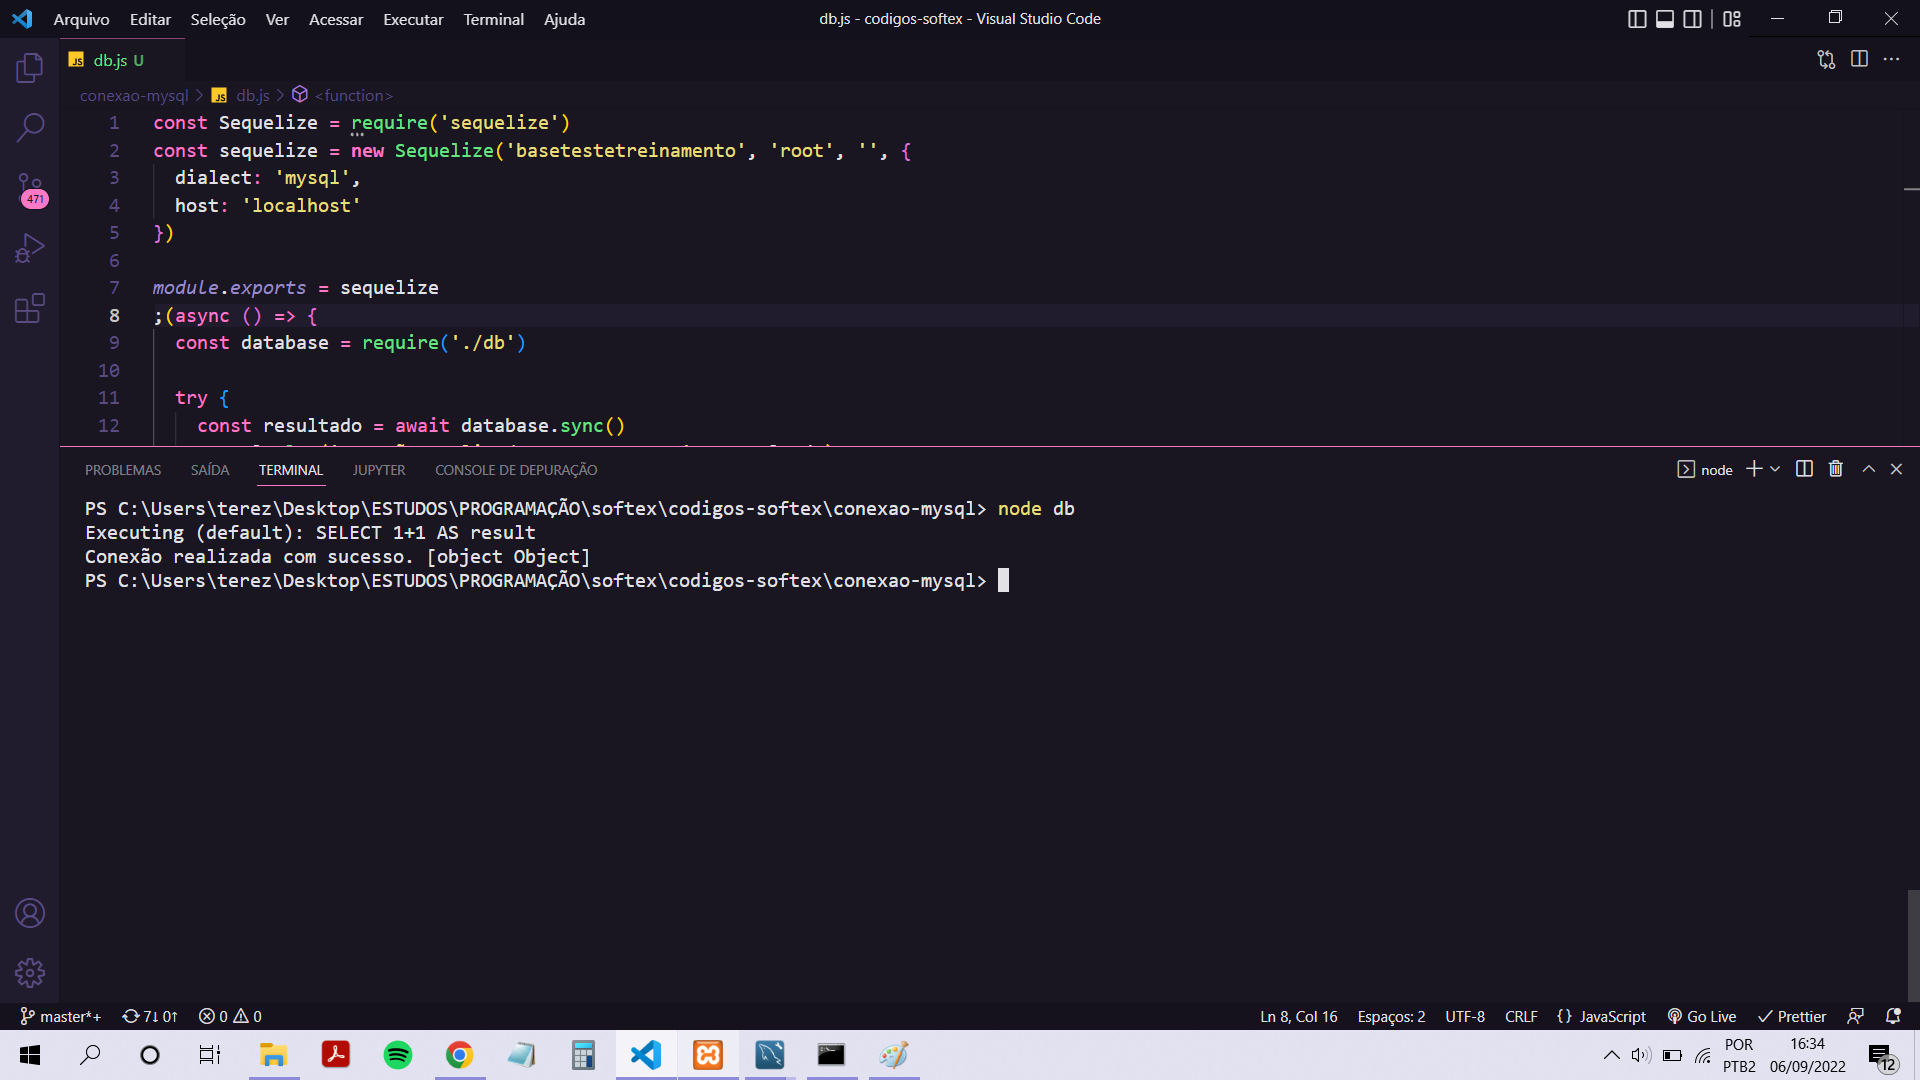 Arquivo Editar Seleção Ver Acessar Executar Terminal Ajuda
db.js - codigos-softex - Visual Studio Code
JS db.js U
conexao-mysql > JS db.js > <function>
1 const Sequelize = require('sequelize')
2 const sequelize = new Sequelize('basetestetreinamento', 'root', '', {
3 dialect: 'mysql',
4 host: 'localhost'
5 })
6
7 module.exports = sequelize
8 ;(async () => {
9 const database = require('./db')
10
11 try {
12 const resultado = await database.sync()
471
PROBLEMAS SAÍDA TERMINAL JUPYTER CONSOLE DE DEPURAÇÃO
node
PS C:\Users\terez\Desktop\ESTUDOS\PROGRAMAÇÃO\softex\codigos-softex\conexao-mysql> node db
Executing (default): SELECT 1+1 AS result
Conexão realizada com sucesso. [object Object]
PS C:\Users\terez\Desktop\ESTUDOS\PROGRAMAÇÃO\softex\codigos-softex\conexao-mysql>
master*+ 7↓ 0↑ 0 0
Ln 8, Col 16 Espaços: 2 UTF-8 CRLF {} JavaScript Go Live Prettier
POR
PTB2
16:34
06/09/2022
12